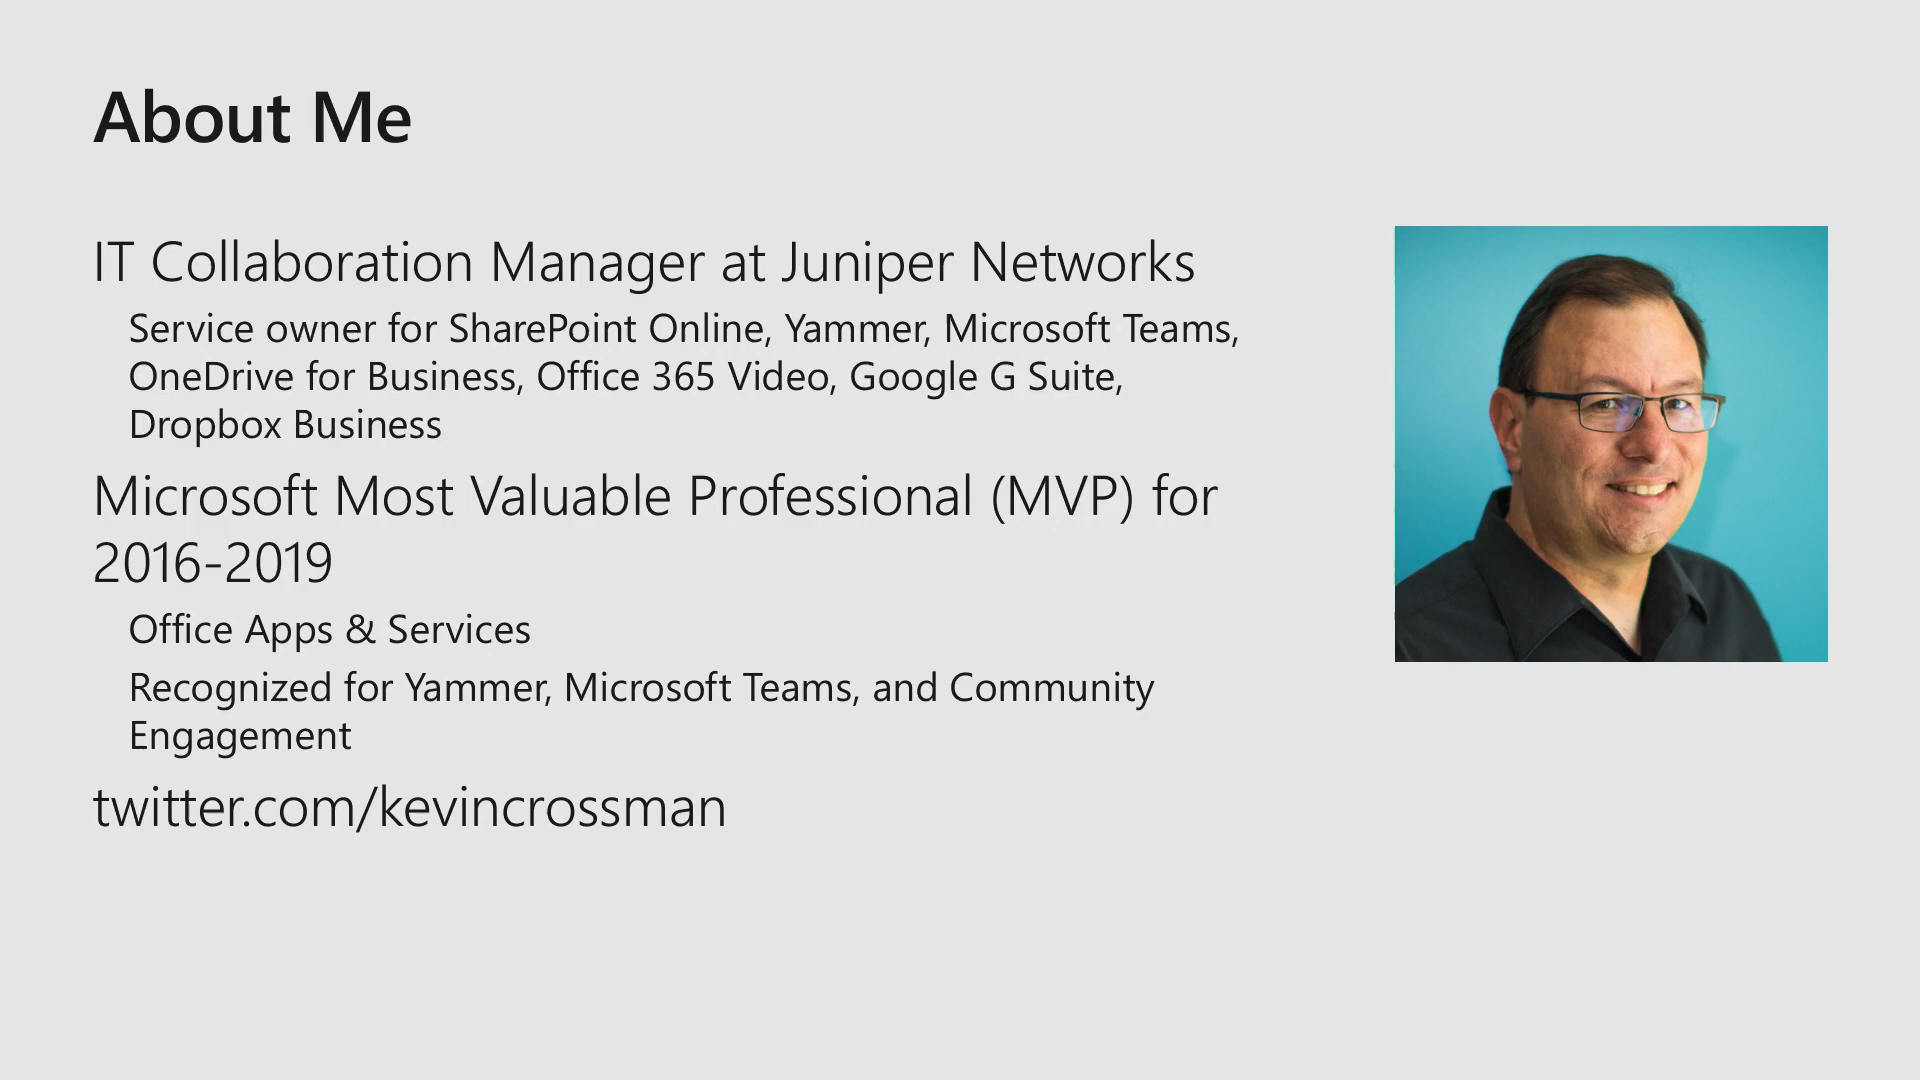 About Me
IT Collaboration Manager at Juniper Networks
Service owner for SharePoint Online, Yammer, Microsoft Teams,
OneDrive for Business, Office 365 Video, Google G Suite,
Dropbox Business
Microsoft Most Valuable Professional (MVP) for
2016-2019
Office Apps & Services
Recognized for Yammer, Microsoft Teams, and Community
Engagement
twitter.com/kevincrossman